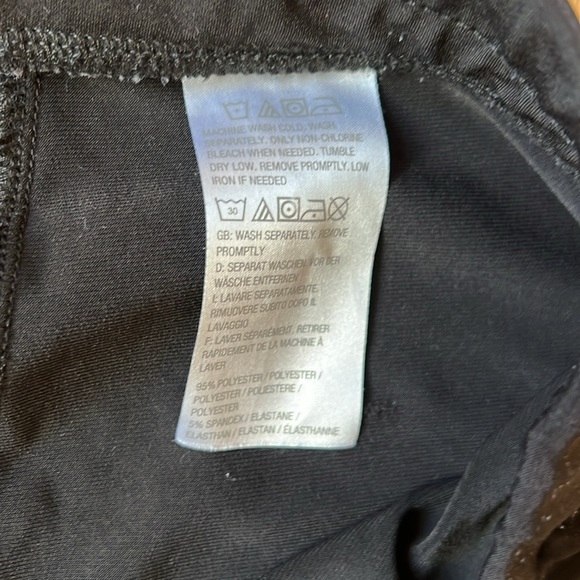 MACHINE WASH COLD, WASH
SEPARATELY. ONLY NON-CHLORINE
BLEACH WHEN NEEDED. TUMBLE
DRY LOW. REMOVE PROMPTLY. LOW
IRON IF NEEDED
30
GB: WASH SEPARATELY. REMOVE
PROMPTLY
D: SEPARAT WASCHEN VOR DER
WÄSCHE ENTFERNEN
I: LAVARE SEPARATAMENTE.
RIMUOVERE SUBITO DOPO IL
LAVAGGIO
F: LAVER SÉPARÉMENT. RETIRER
RAPIDEMENT DE LA MACHINE À
LAVER
95% POLYESTER / POLYESTER /
POLYESTER / POLIESTERE /
POLYESTER
5% SPANDEX / ELASTANE /
ELASTHAN / ELASTAN / ELASTHANNE